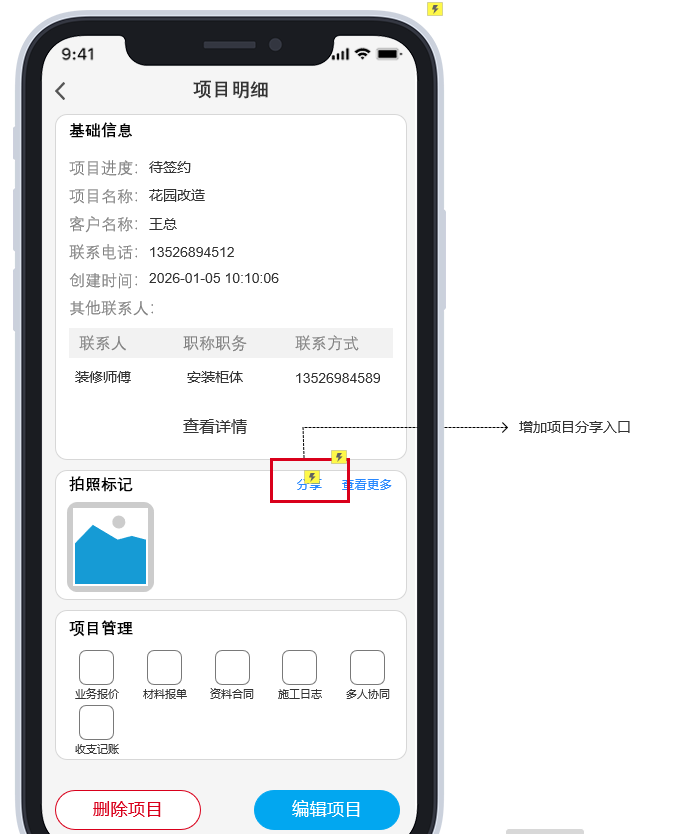 9:41
项目明细
基础信息
项目进度： 待签约
项目名称： 花园改造
客户名称： 王总
联系电话： 13526894512
创建时间： 2026-01-05 10:10:06
其他联系人：
联系人 职称职务 联系方式
装修师傅 安装柜体 13526984589
查看详情
增加项目分享入口
拍照标记 分享 查看更多
项目管理
业务报价 材料报单 资料合同 施工日志 多人协同
收支记账
删除项目 编辑项目